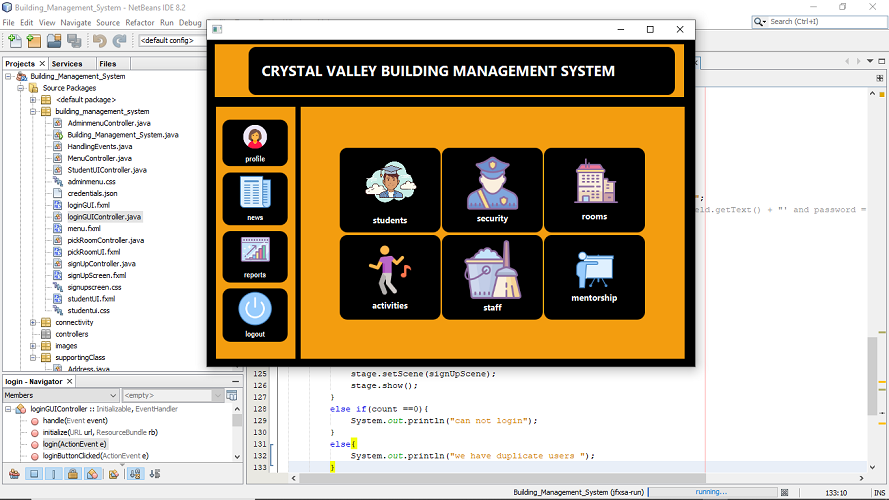 Building_Management_System - NetBeans IDE 8.2
File Edit View Navigate Source Refactor Run Debug
Search (Ctrl+I)
<default config>
Projects Services Files
Building_Management_System
Source Packages
<default package>
building_management_system
AdminmenuController.java
Building_Management_System.java
HandlingEvents.java
MenuController.java
StudentUIController.java
adminmenu.css
credentials.json
loginGUI.fxml
loginGUIController.java
menu.fxml
pickRoomController.java
pickRoomUI.fxml
signUpController.java
signUpScreen.fxml
signupscreen.css
studentUI.fxml
studentui.css
connectivity
controllers
images
supportingClass
Address.java
login - Navigator
Members
<empty>
loginGUIController :: Initializable, EventHandler
handle(Event event)
initialize(URL url, ResourceBundle rb)
login(ActionEvent e)
loginButtonClicked(ActionEvent e)
CRYSTAL VALLEY BUILDING MANAGEMENT SYSTEM
profile
news
reports
logout
students
security
rooms
activities
staff
mentorship
";
eld.getText() + "' and password =
125 stage.setScene(signUpScene);
126 stage.show();
127 }
128 else if(count ==0){
129 System.out.println("can not login");
130 }
131 else{
132 System.out.println("we have duplicate users ");
133 }
Building_Management_System (jfxsa-run) running...
133:10 INS